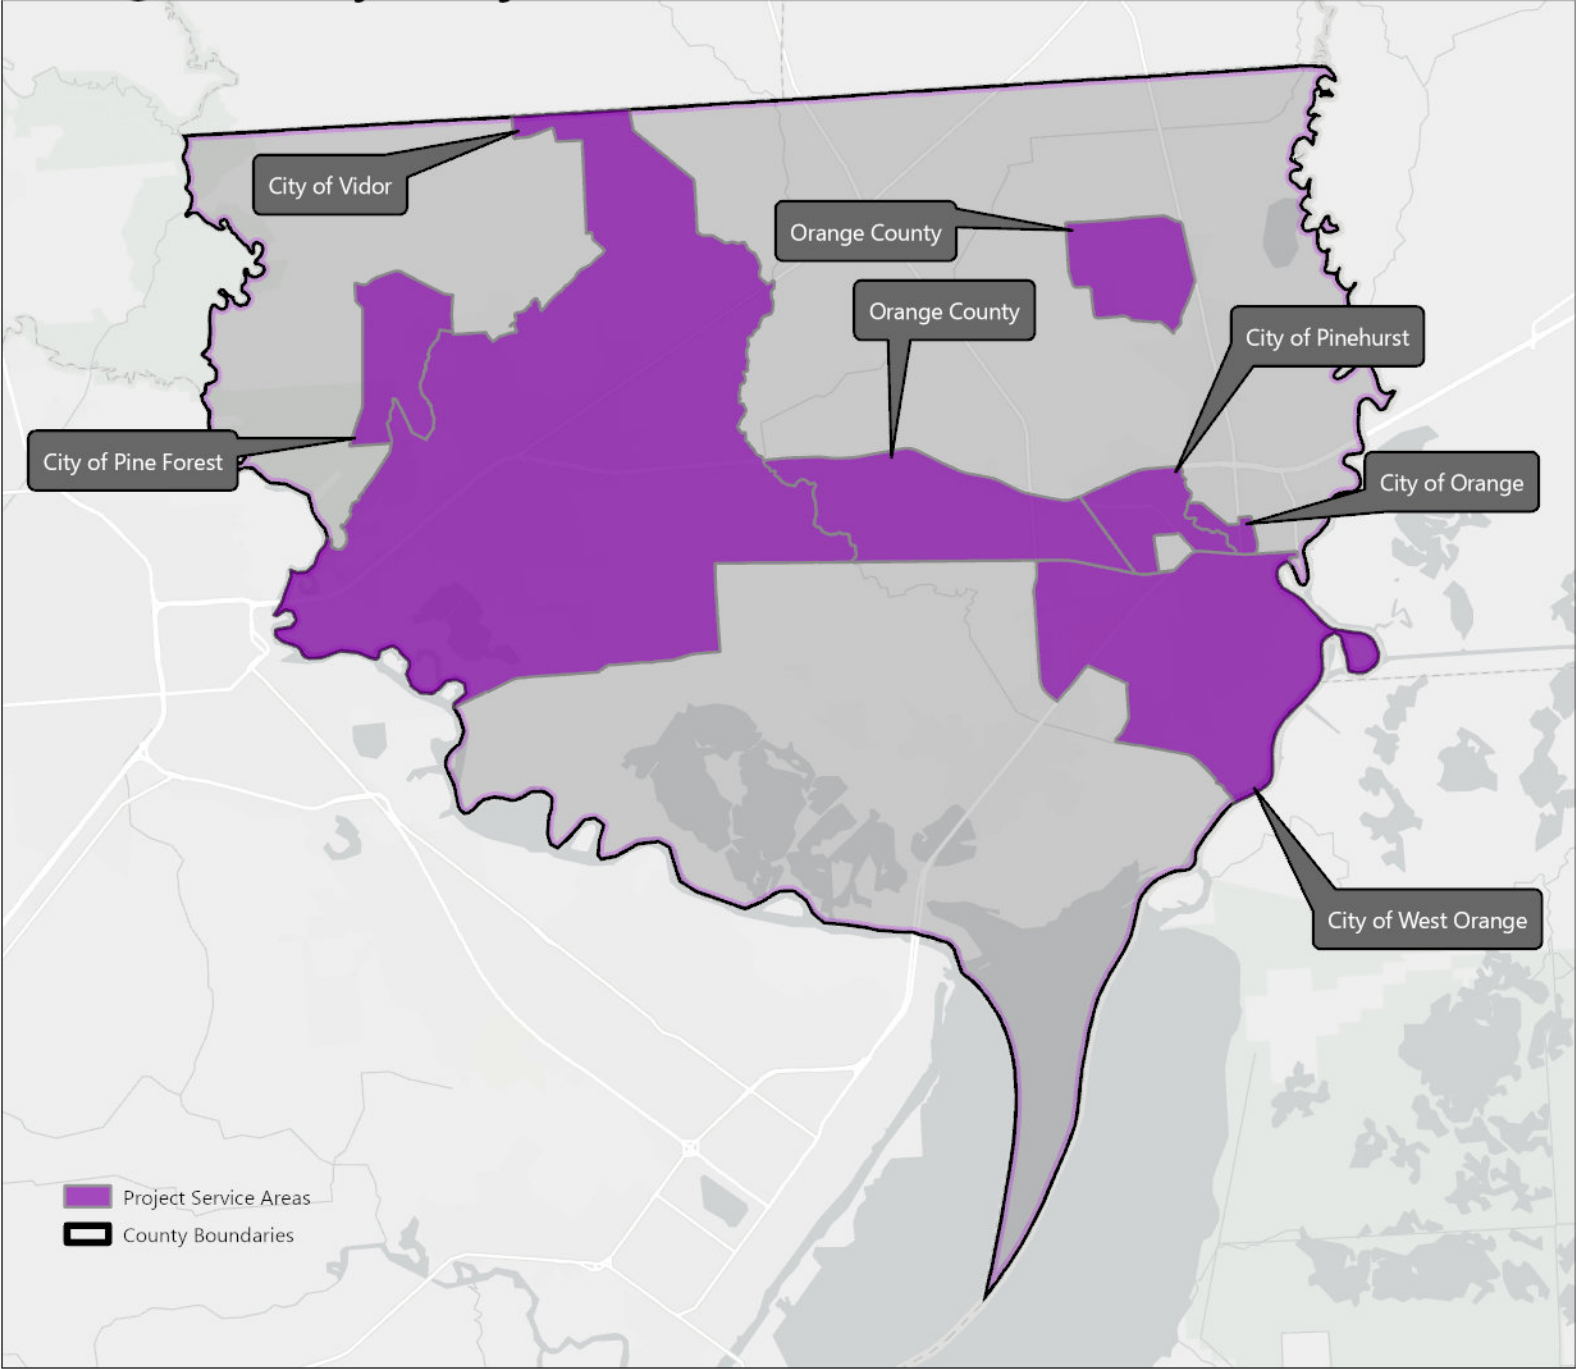 City of Vidor
Orange County
Orange County
City of Pinehurst
City of Pine Forest
City of Orange
City of West Orange
Project Service Areas
County Boundaries